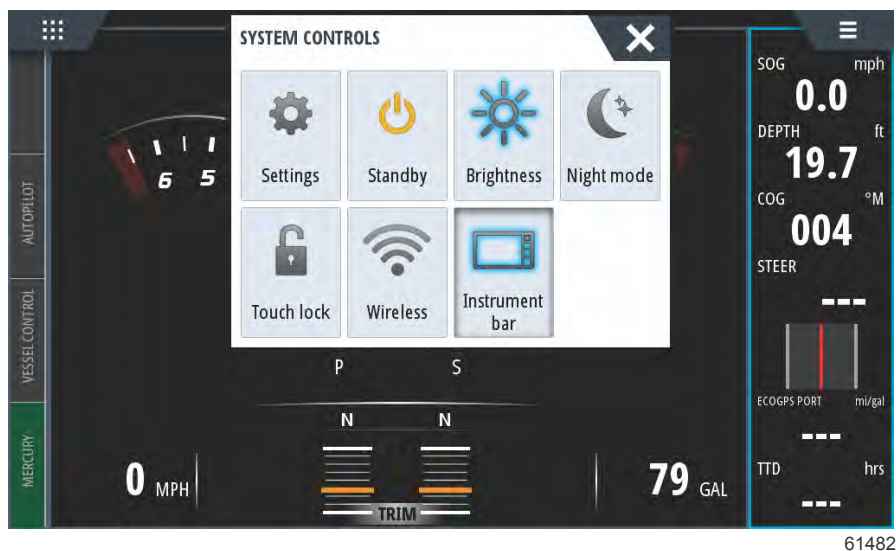 SYSTEM CONTROLS
Settings
Standby
Brightness
Night mode
Touch lock
Wireless
Instrument
bar
AUTOPILOT
VESSEL CONTROL
MERCURY
6 5
P S
N N
0 MPH
TRIM
79 GAL
SOG mph
0.0
DEPTH ft
19.7
COG °M
004
STEER
---
ECOGPS PORT mi/gal
---
TTD hrs
---
61482